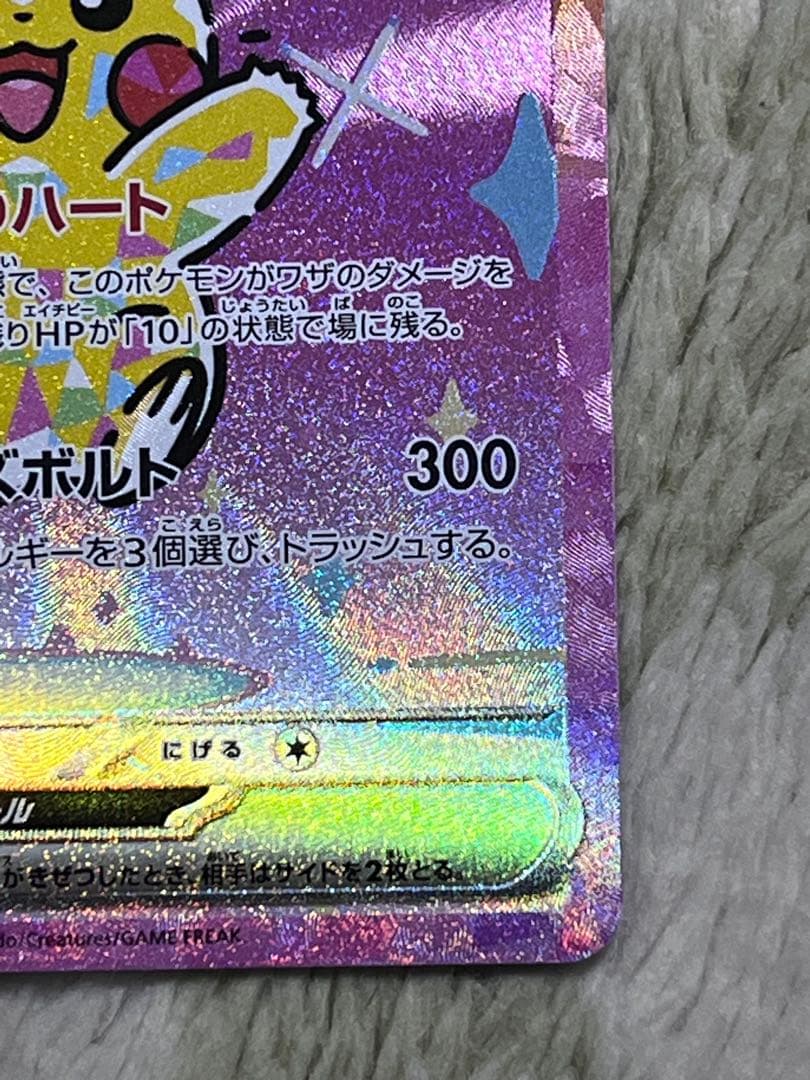 ハート
で、このポケモンがワザのダメージを
りHPが「10」の状態で場に残る。
ズボルト 300
ルギーを3個選び、トラッシュする。
にげる
ール
がきぜつしたとき、相手はサイドを2枚とる。
do/Creatures/GAME FREAK